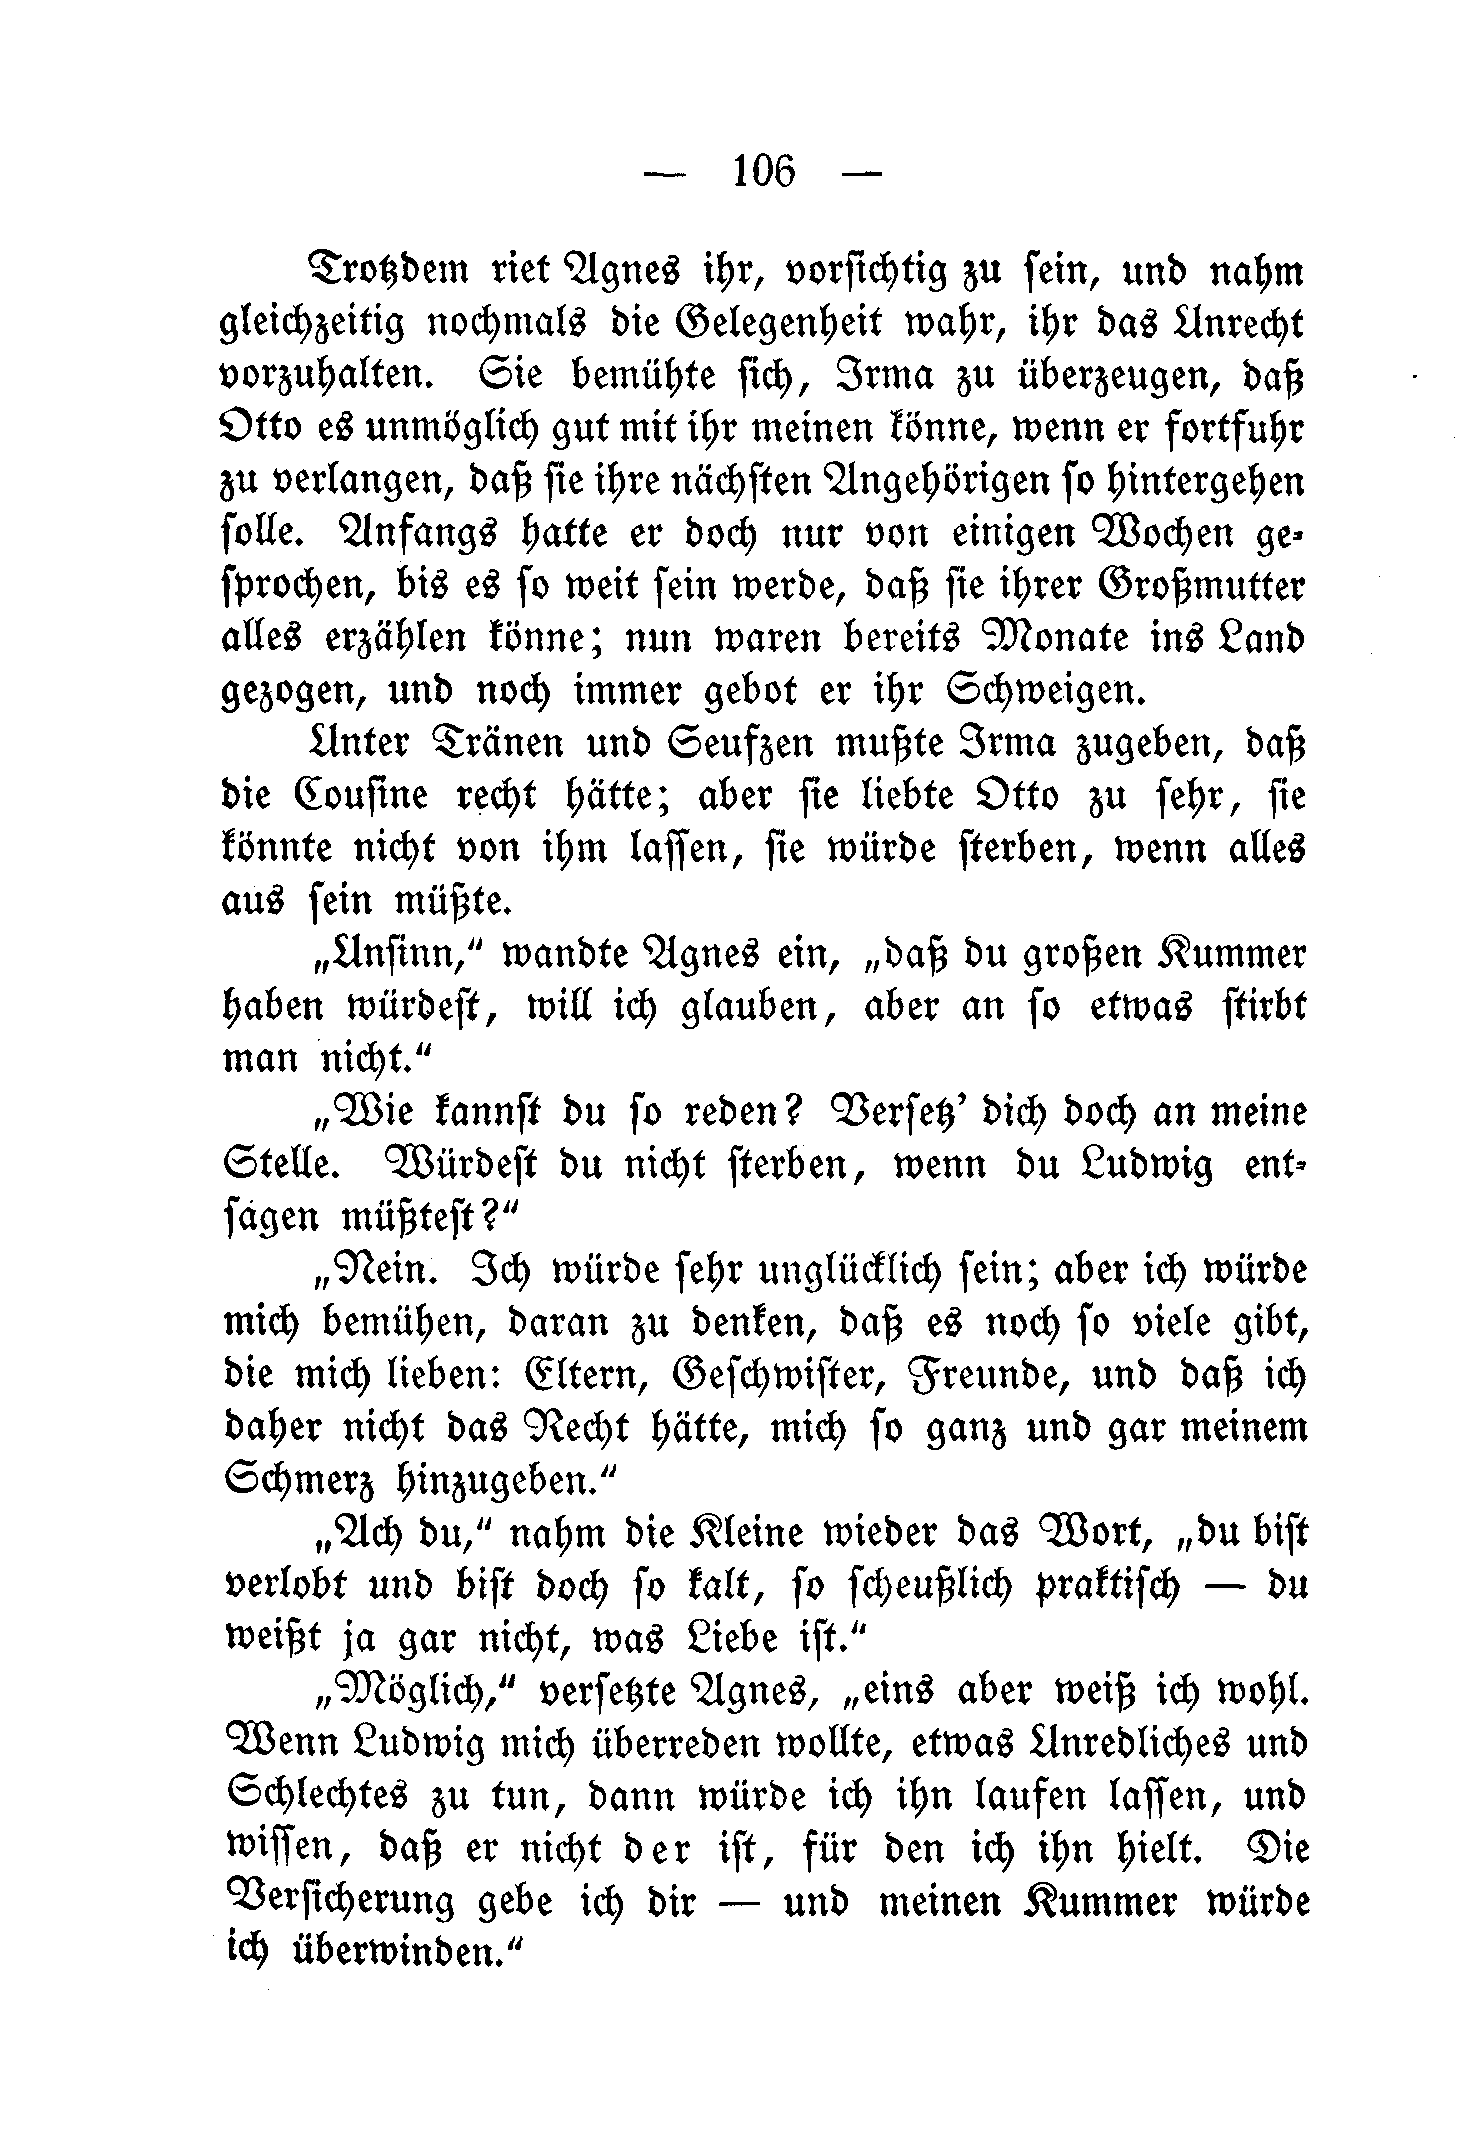 — 106 —
Trotzdem riet Agnes ihr, vorsichtig zu sein, und nahm
gleichzeitig nochmals die Gelegenheit wahr, ihr das Unrecht
vorzuhalten. Sie bemühte sich, Irma zu überzeugen, daß
Otto es unmöglich gut mit ihr meinen könne, wenn er fortfuhr
zu verlangen, daß sie ihre nächsten Angehörigen so hintergehen
solle. Anfangs hatte er doch nur von einigen Wochen ge-
sprochen, bis es so weit sein werde, daß sie ihrer Großmutter
alles erzählen könne; nun waren bereits Monate ins Land
gezogen, und noch immer gebot er ihr Schweigen.
Unter Tränen und Seufzen mußte Irma zugeben, daß
die Cousine recht hätte; aber sie liebte Otto zu sehr, sie
könnte nicht von ihm lassen, sie würde sterben, wenn alles
aus sein müßte.
„Unsinn,“ wandte Agnes ein, „daß du großen Kummer
haben würdest, will ich glauben, aber an so etwas stirbt
man nicht.“
„Wie kannst du so reden? Versetz’ dich doch an meine
Stelle. Würdest du nicht sterben, wenn du Ludwig ent-
sagen müßtest?“
„Nein. Ich würde sehr unglücklich sein; aber ich würde
mich bemühen, daran zu denken, daß es noch so viele gibt,
die mich lieben: Eltern, Geschwister, Freunde, und daß ich
daher nicht das Recht hätte, mich so ganz und gar meinem
Schmerz hinzugeben.“
„Ach du,“ nahm die Kleine wieder das Wort, „du bist
verlobt und bist doch so kalt, so scheußlich praktisch — du
weißt ja gar nicht, was Liebe ist.“
„Möglich,“ versetzte Agnes, „eins aber weiß ich wohl.
Wenn Ludwig mich überreden wollte, etwas Unredliches und
Schlechtes zu tun, dann würde ich ihn laufen lassen, und
wissen, daß er nicht der ist, für den ich ihn hielt. Die
Versicherung gebe ich dir — und meinen Kummer würde
ich überwinden.“